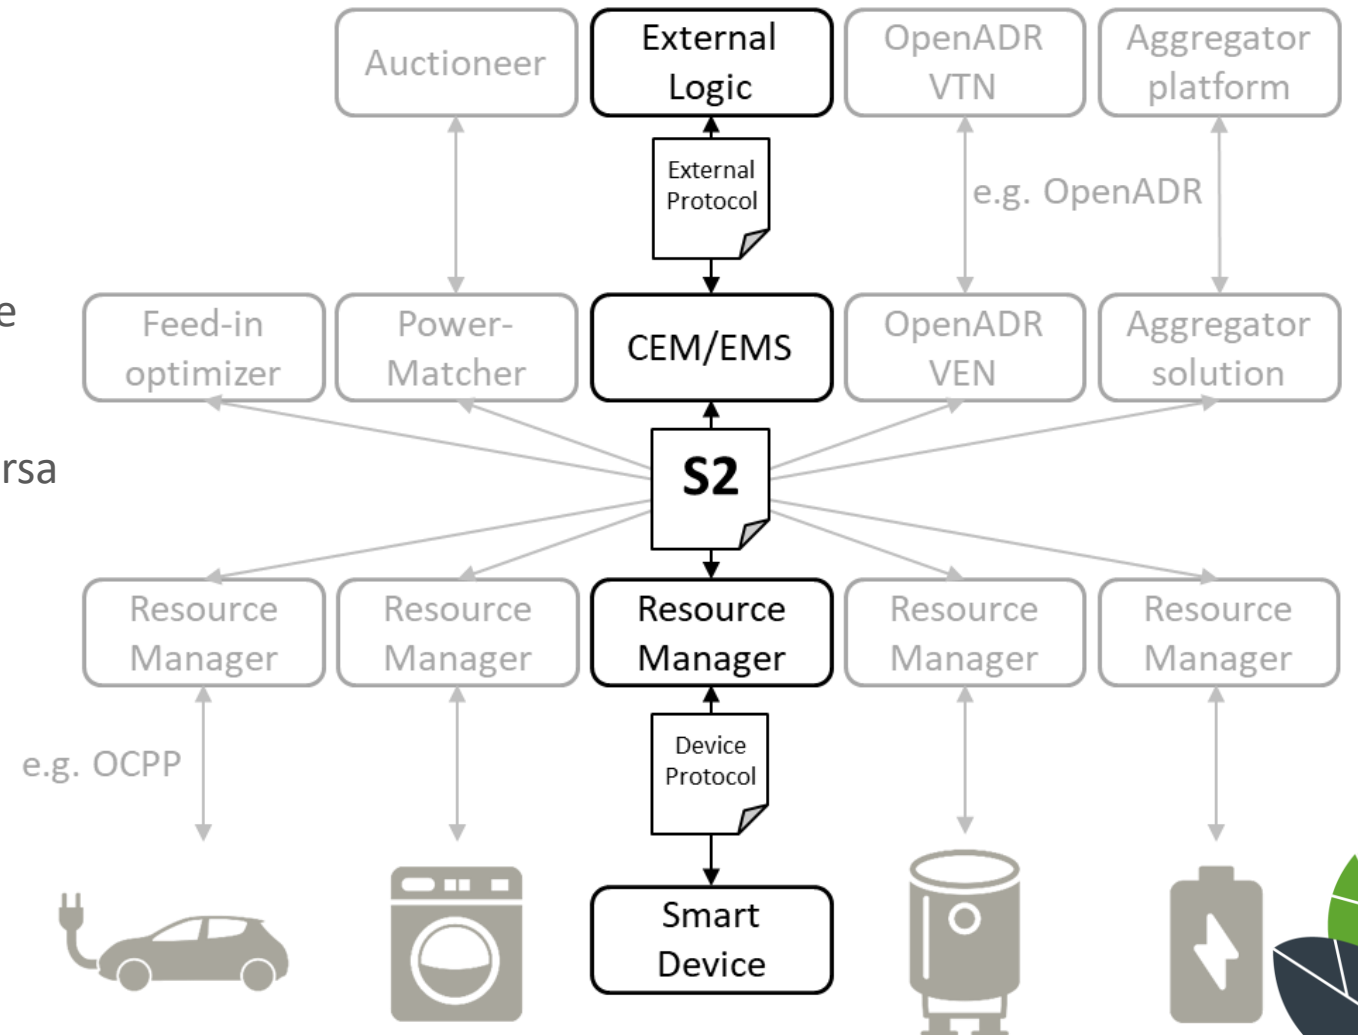 Auctioneer
External
Logic
OpenADR
VTN
Aggregator
platform
External
Protocol
e.g. OpenADR
e
Feed-in
optimizer
Power-
Matcher
CEM/EMS
OpenADR
VEN
Aggregator
solution
rsa
S2
Resource
Manager
Resource
Manager
Resource
Manager
Resource
Manager
Resource
Manager
e.g. OCPP
Device
Protocol
Smart
Device